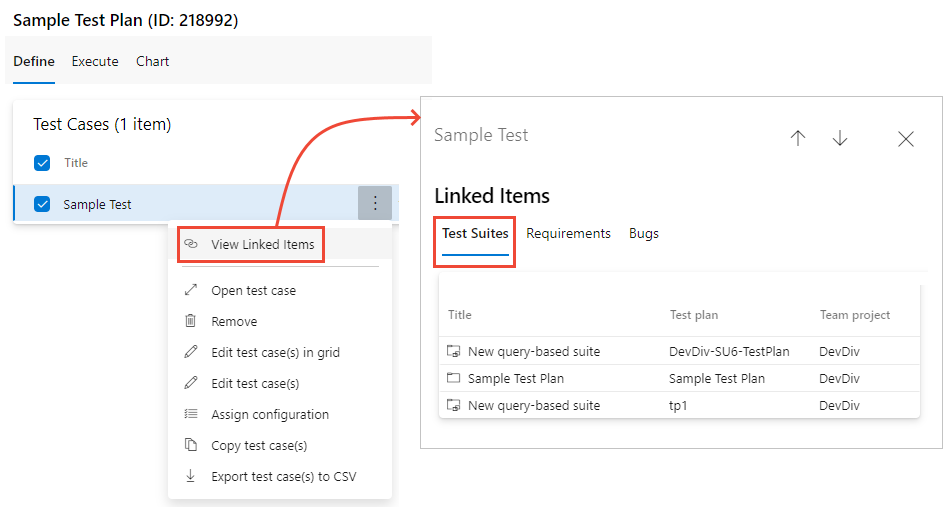 Sample Test Plan (ID: 218992)
Define Execute Chart
Test Cases (1 item)
Title
Sample Test
View Linked Items
Open test case
Remove
Edit test case(s) in grid
Edit test case(s)
Assign configuration
Copy test case(s)
Export test case(s) to CSV
Sample Test
Linked Items
Test Suites Requirements Bugs
Title Test plan Team project
New query-based suite DevDiv-SU6-TestPlan DevDiv
Sample Test Plan Sample Test Plan DevDiv
New query-based suite tp1 DevDiv